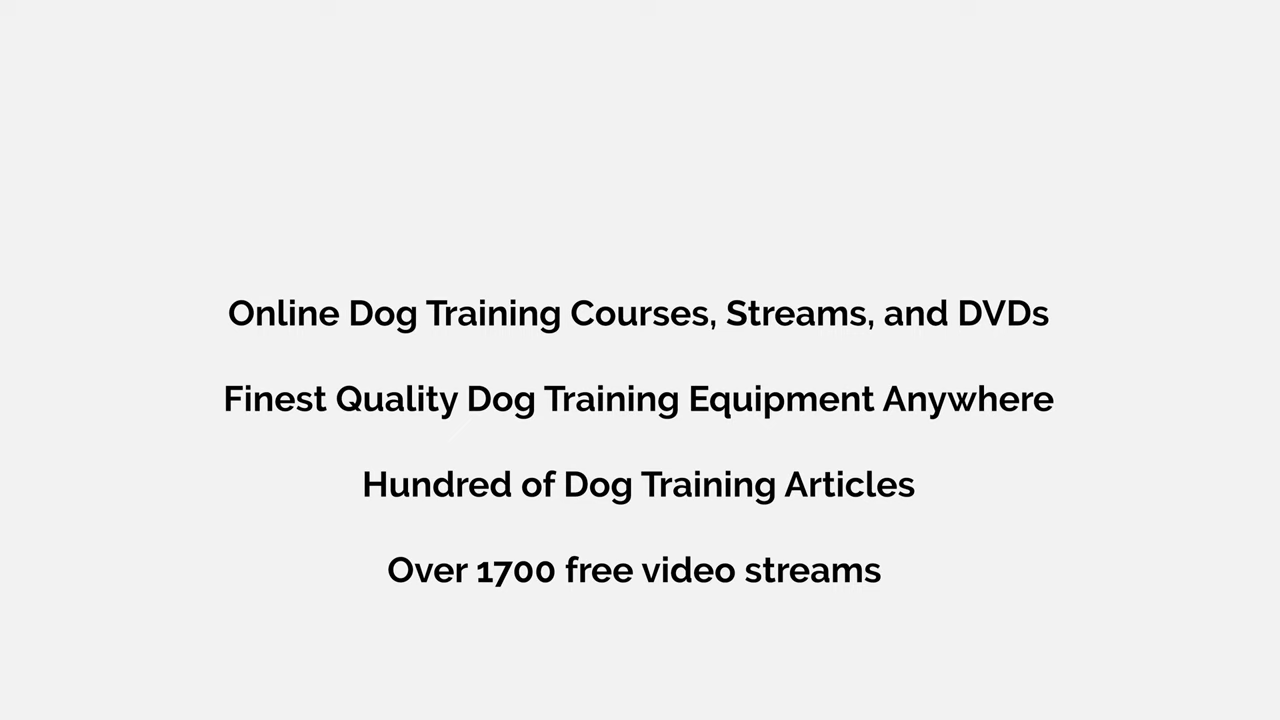 Online Dog Training Courses, Streams, and DVDs
Finest Quality Dog Training Equipment Anywhere
Hundred of Dog Training Articles
Over 1700 free video streams